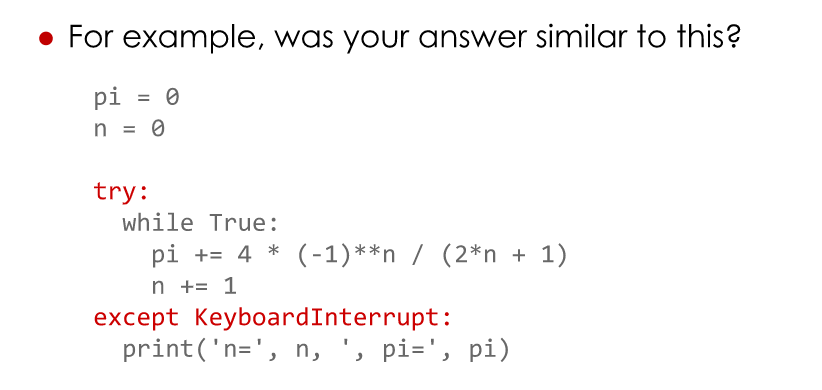 ● For example, was your answer similar to this?
pi = 0
n = 0
try:
  while True:
    pi += 4 * (-1)**n / (2*n + 1)
    n += 1
except KeyboardInterrupt:
  print('n=', n, ', pi=', pi)